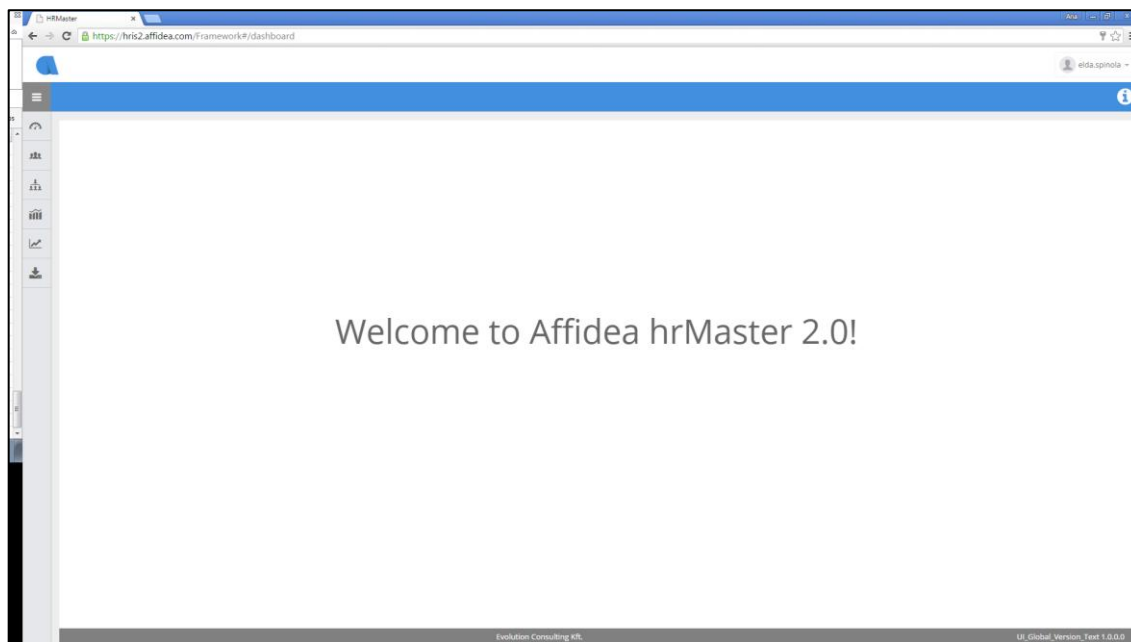 HRMaster
Ana
https://hris2.affidea.com/Framework#/dashboard
elda.spinola
Welcome to Affidea hrMaster 2.0!
Evolution Consulting Kft.
UI_Global_Version_Text 1.0.0.0